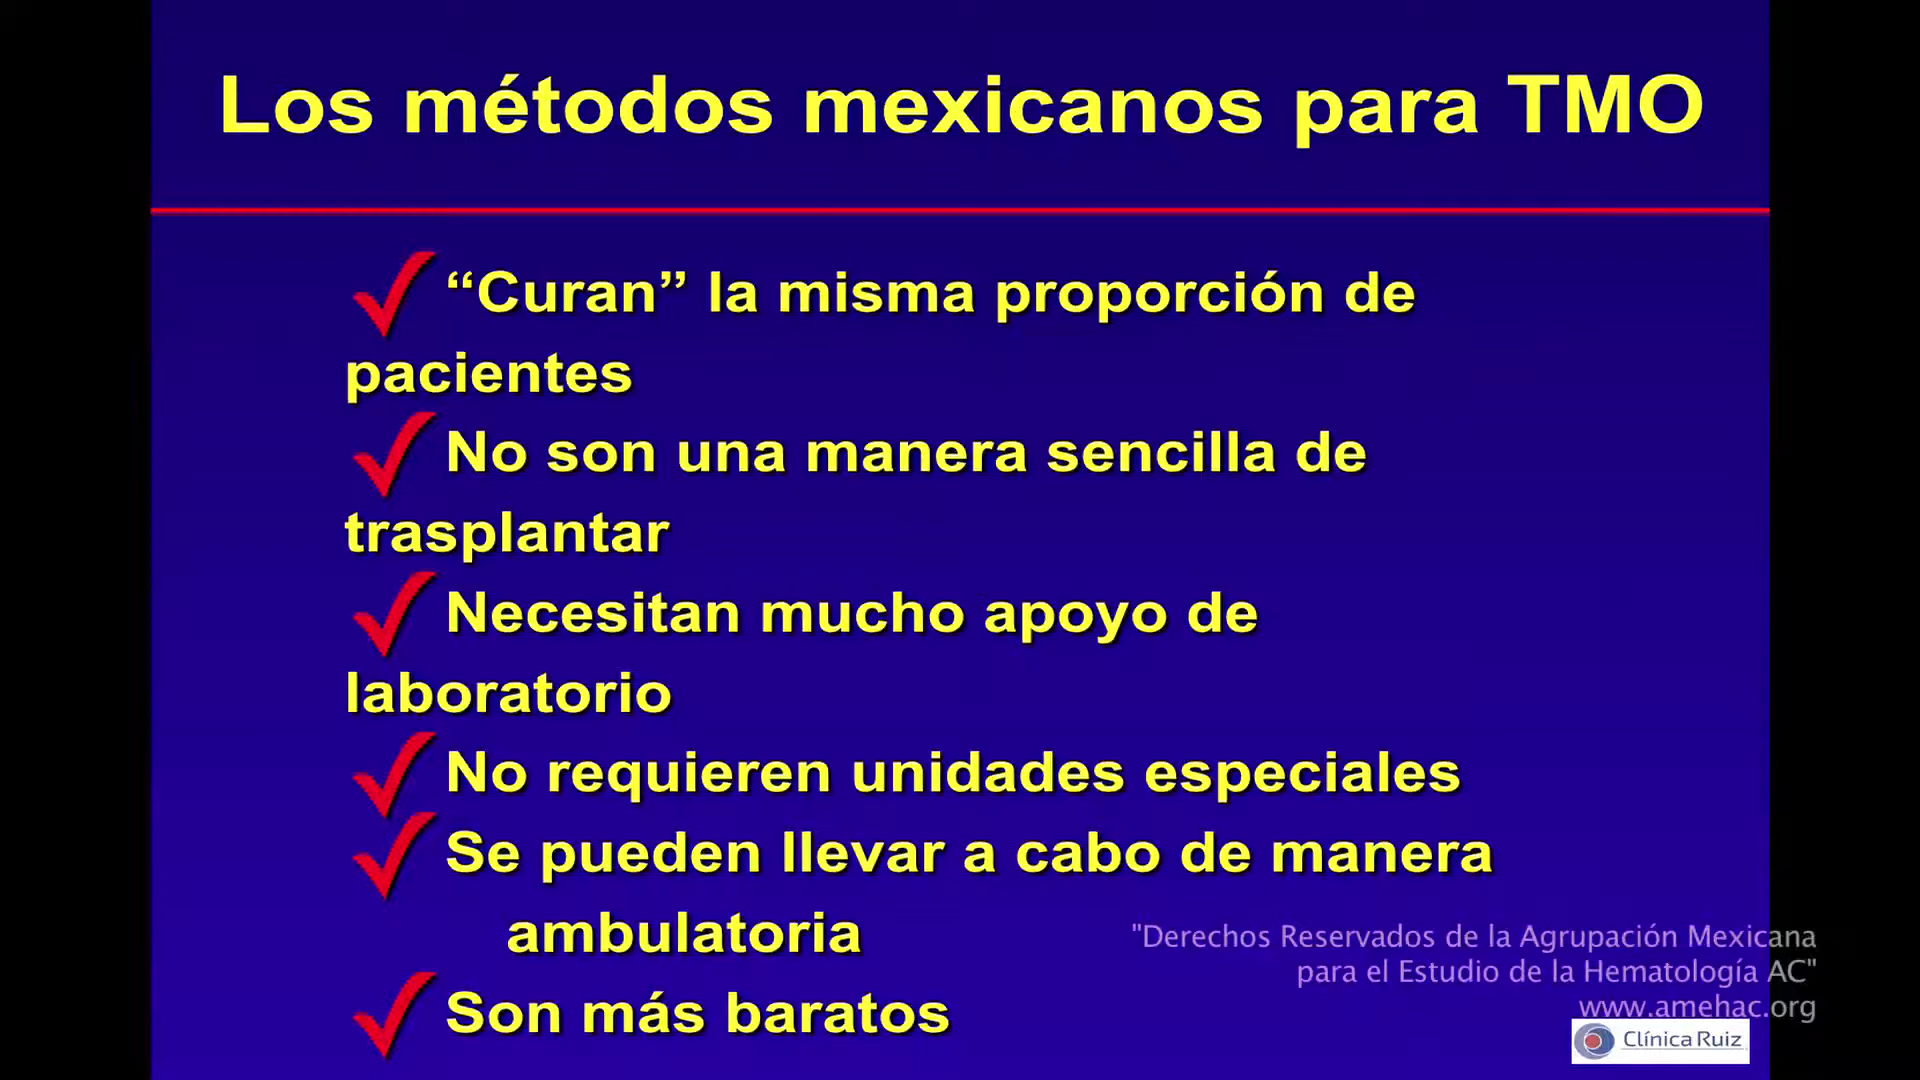 Los métodos mexicanos para TMO
“Curan” la misma proporción de
pacientes
No son una manera sencilla de
trasplantar
Necesitan mucho apoyo de
laboratorio
No requieren unidades especiales
Se pueden llevar a cabo de manera
ambulatoria
Son más baratos
"Derechos Reservados de la Agrupación Mexicana
para el Estudio de la Hematología AC"
www.amehac.org
Clínica Ruiz